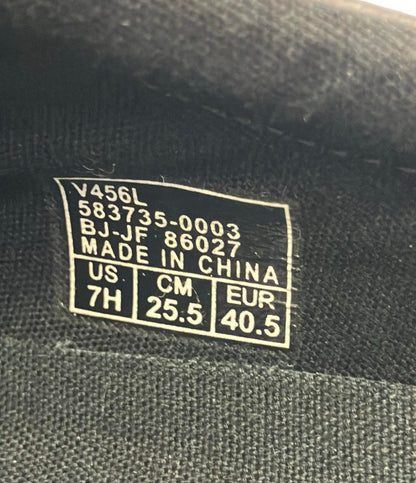 V456L
583735-0003
BJ-JF 86027
MADE IN CHINA
US CM EUR
7H 25.5 40.5